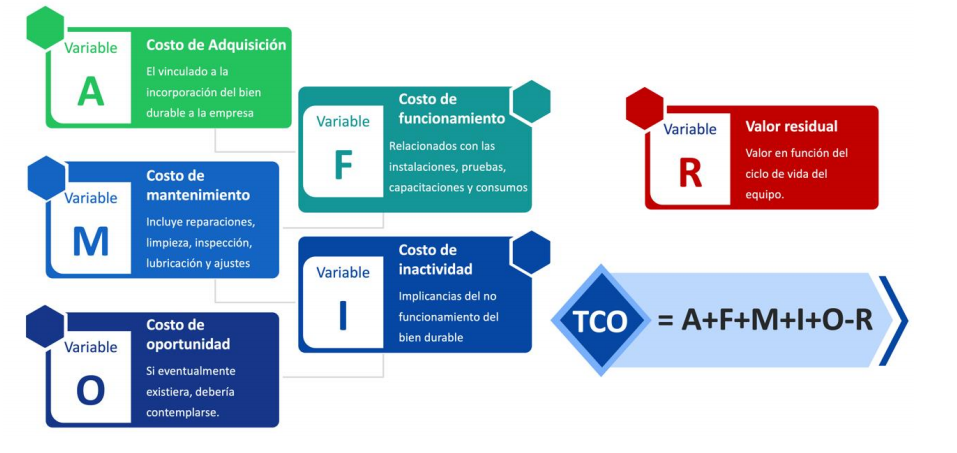 Variable
A
Costo de Adquisición
El vinculado a la
incorporación del bien
durable a la empresa
Variable
F
Costo de
funcionamiento
Relacionados con las
instalaciones, pruebas,
capacitaciones y consumos
Variable
M
Costo de
mantenimiento
Incluye reparaciones,
limpieza, inspección,
lubricación y ajustes
Variable
I
Costo de
inactividad
Implicancias del no
funcionamiento del
bien durable
Variable
O
Costo de
oportunidad
Si eventualmente
existiera, debería
contemplarse.
Variable
R
Valor residual
Valor en función del
ciclo de vida del
equipo.
TCO = A+F+M+I+O-R